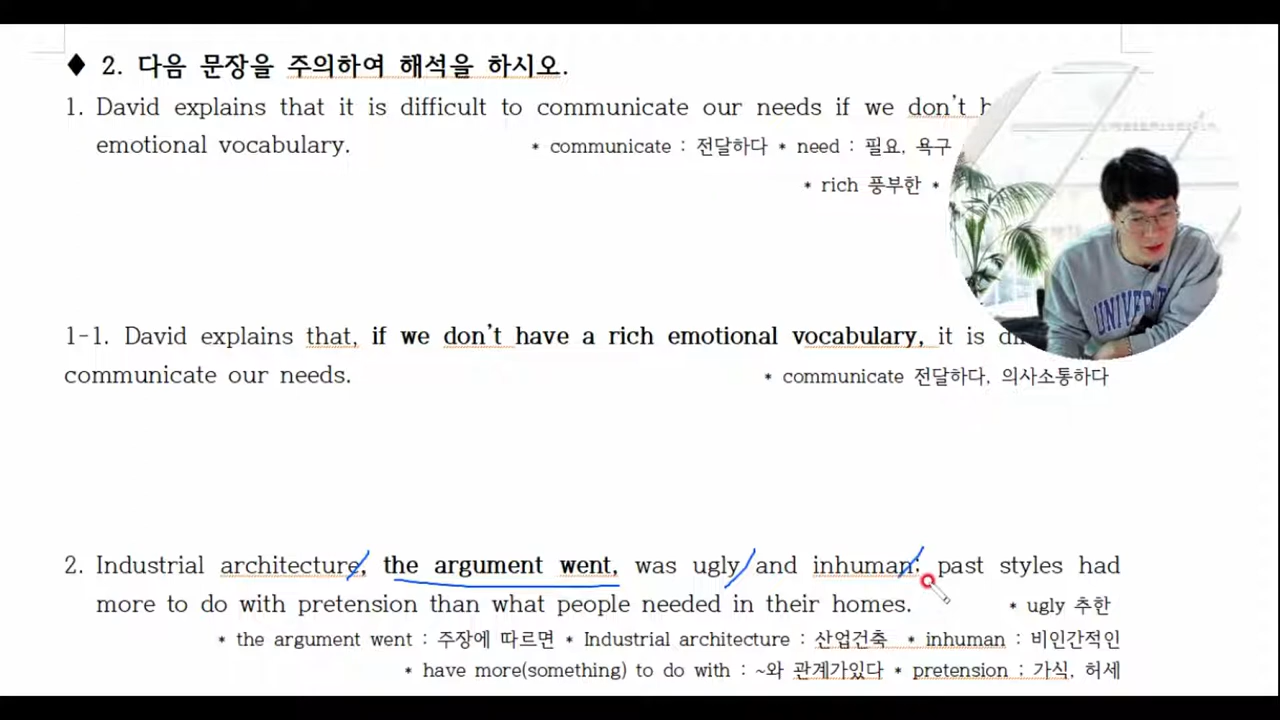 ◆ 2. 다음 문장을 주의하여 해석을 하시오.
1. David explains that it is difficult to communicate our needs if we don't
emotional vocabulary.
* communicate : 전달하다 * need : 필요, 욕구
* rich 풍부한 *
1-1. David explains that, if we don't have a rich emotional vocabulary, it is
communicate our needs.
* communicate 전달하다, 의사소통하다
2. Industrial architecture, the argument went, was ugly and inhuman: past styles had
more to do with pretension than what people needed in their homes.
* ugly 추한
* the argument went : 주장에 따르면 * Industrial architecture : 산업건축 * inhuman : 비인간적인
* have more(something) to do with : ~와 관계가있다 * pretension ; 가식, 허세